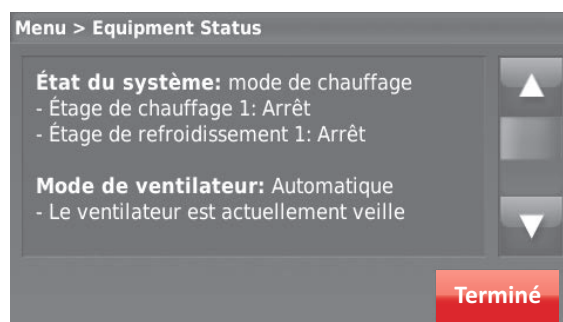 Menu > Equipment Status
État du système: mode de chauffage
- Étage de chauffage 1: Arrêt
- Étage de refroidissement 1: Arrêt
Mode de ventilateur: Automatique
- Le ventilateur est actuellement veille
Terminé